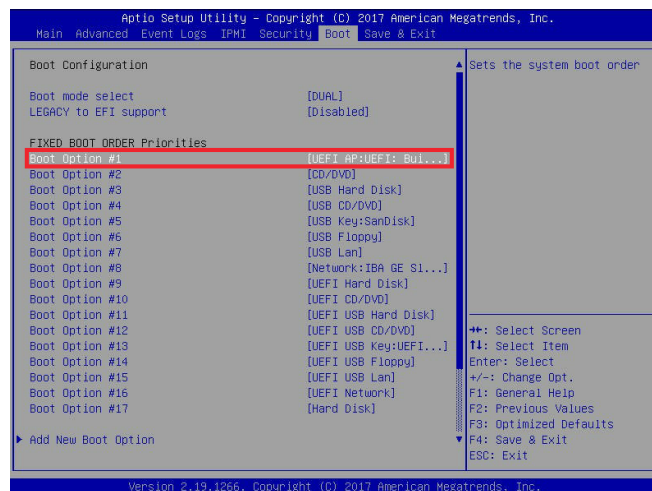 Aptio Setup Utility – Copyright (C) 2017 American Megatrends, Inc.
Main Advanced Event Logs IPMI Security Boot Save & Exit
Boot Configuration
Sets the system boot order
Boot mode select [DUAL]
LEGACY to EFI support [Disabled]
FIXED BOOT ORDER Priorities
Boot Option #1 [UEFI AP:UEFI: Bui...]
Boot Option #2 [CD/DVD]
Boot Option #3 [USB Hard Disk]
Boot Option #4 [USB CD/DVD]
Boot Option #5 [USB Key:SanDisk]
Boot Option #6 [USB Floppy]
Boot Option #7 [USB Lan]
Boot Option #8 [Network:IBA GE Sl...]
Boot Option #9 [UEFI Hard Disk]
Boot Option #10 [UEFI CD/DVD]
Boot Option #11 [UEFI USB Hard Disk]
Boot Option #12 [UEFI USB CD/DVD]
Boot Option #13 [UEFI USB Key:UEFI...]
Boot Option #14 [UEFI USB Floppy]
Boot Option #15 [UEFI USB Lan]
Boot Option #16 [UEFI Network]
Boot Option #17 [Hard Disk]
Add New Boot Option
→←: Select Screen
↑↓: Select Item
Enter: Select
+/-: Change Opt.
F1: General Help
F2: Previous Values
F3: Optimized Defaults
F4: Save & Exit
ESC: Exit
Version 2.19.1266. Copyright (C) 2017 American Megatrends, Inc.